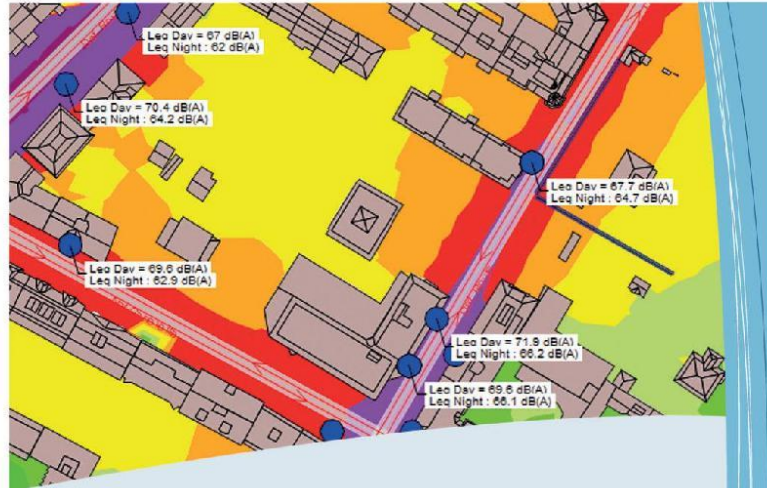 Leq Day = 67 dB(A)
Leq Night : 62 dB(A)
Leq Day = 70.4 dB(A)
Leq Night : 64.2 dB(A)
Leq Day = 67.7 dB(A)
Leq Night : 64.7 dB(A)
Leq Day = 69.6 dB(A)
Leq Night : 62.9 dB(A)
Leq Day = 71.9 dB(A)
Leq Night : 66.2 dB(A)
Leq Day = 69.6 dB(A)
Leq Night : 66.1 dB(A)